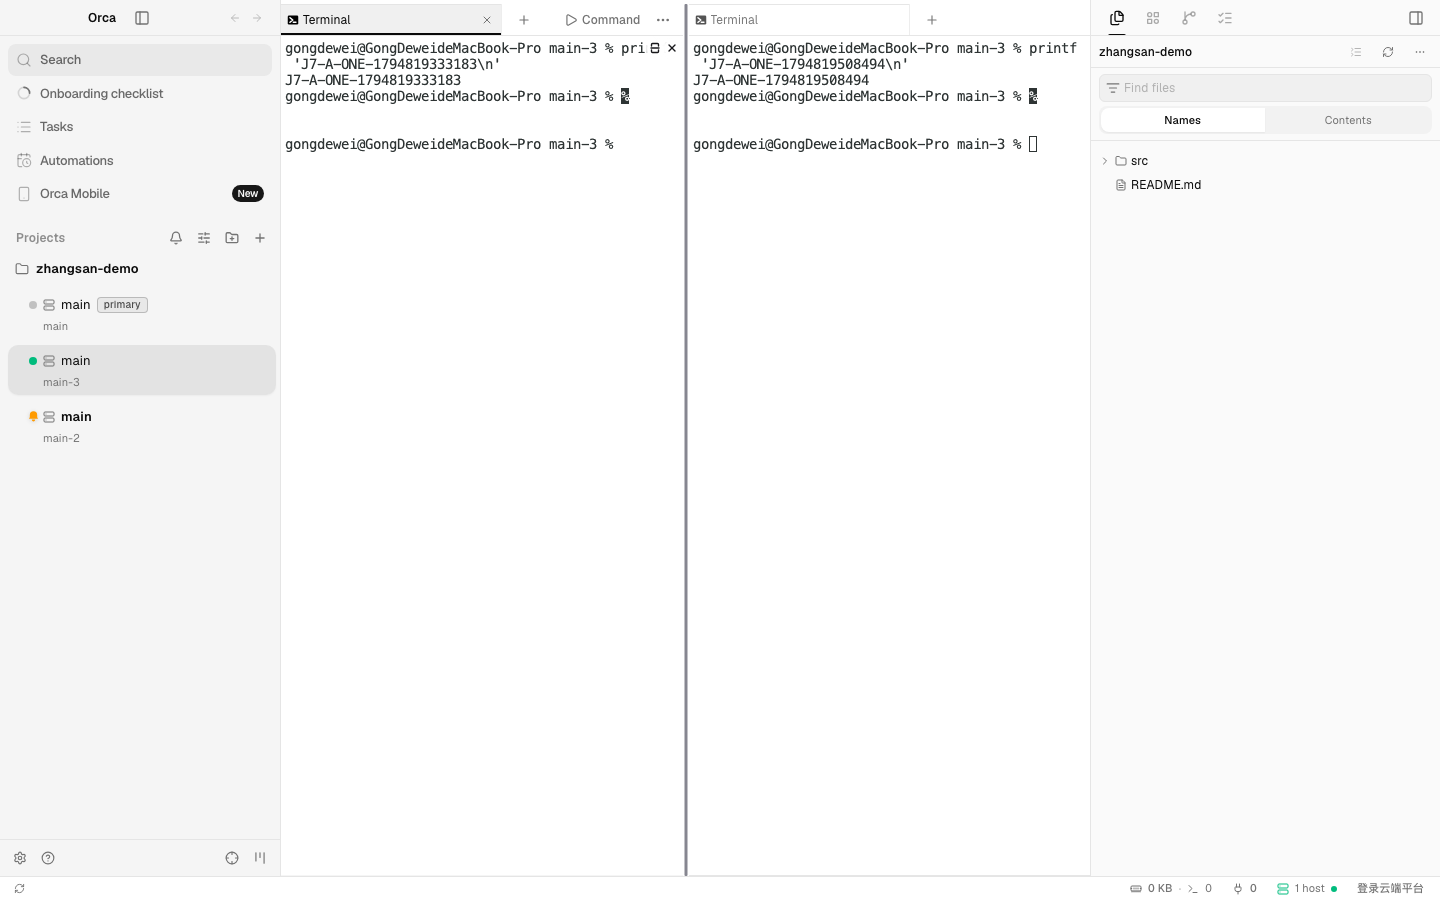 Orca
Search
Onboarding checklist
Tasks
Automations
Orca Mobile
New
Projects
zhangsan-demo
main
primary
main
main
main-3
main
main-2
Terminal
Command
gongdewei@GongDeweideMacBook-Pro main-3 % pri
'J7-A-ONE-1794819333183\n'
J7-A-ONE-1794819333183
gongdewei@GongDeweideMacBook-Pro main-3 % %
gongdewei@GongDeweideMacBook-Pro main-3 %
Terminal
gongdewei@GongDeweideMacBook-Pro main-3 % printf
'J7-A-ONE-1794819508494\n'
J7-A-ONE-1794819508494
gongdewei@GongDeweideMacBook-Pro main-3 % %
gongdewei@GongDeweideMacBook-Pro main-3 %
zhangsan-demo
Find files
Names
Contents
src
README.md
0 KB · 0
0
1 host
登录云端平台